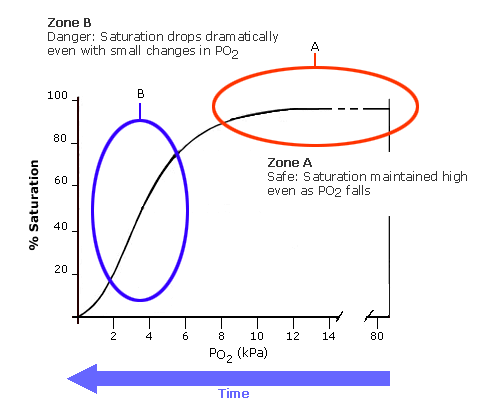 Zone B
Danger: Saturation drops dramatically
even with small changes in PO2
A
B
100
80
60
40
20
% Saturation
Zone A
Safe: Saturation maintained high
even as PO2 falls
2 4 6 8 10 12 14 80
PO2 (kPa)
Time